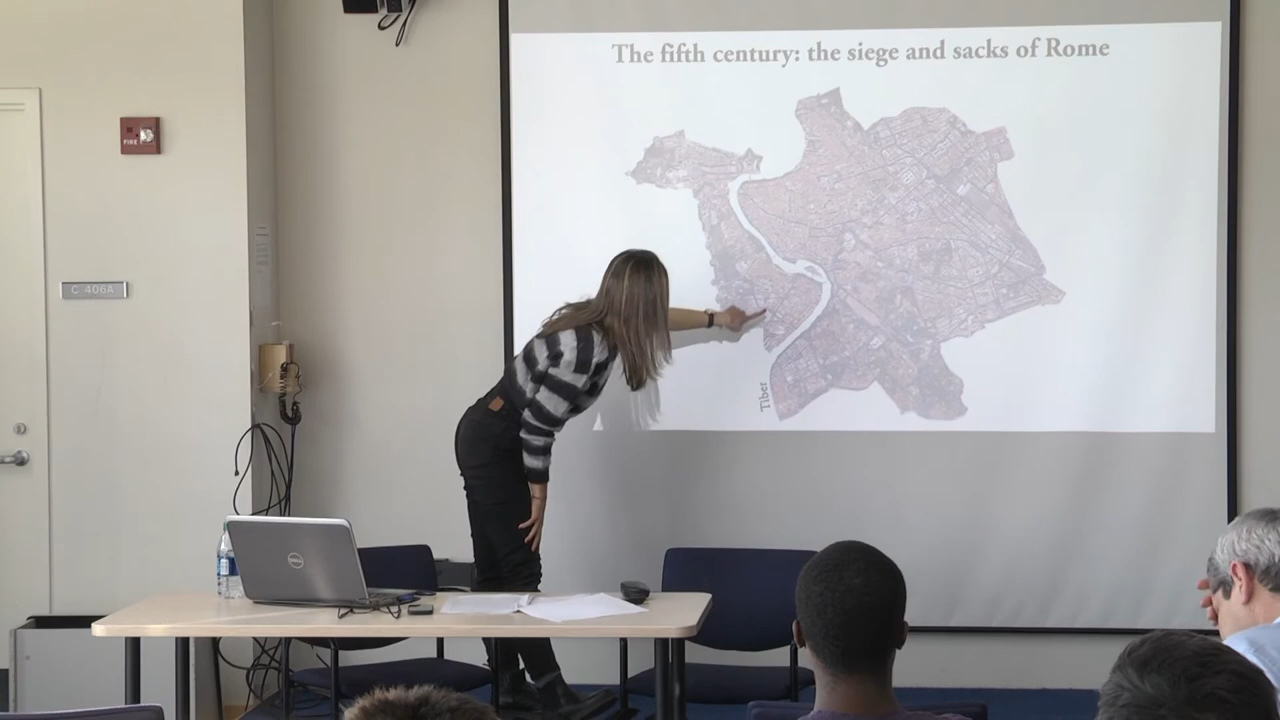 The fifth century: the siege and sacks of Rome
FIRE
C 406A
Tiber
DELL